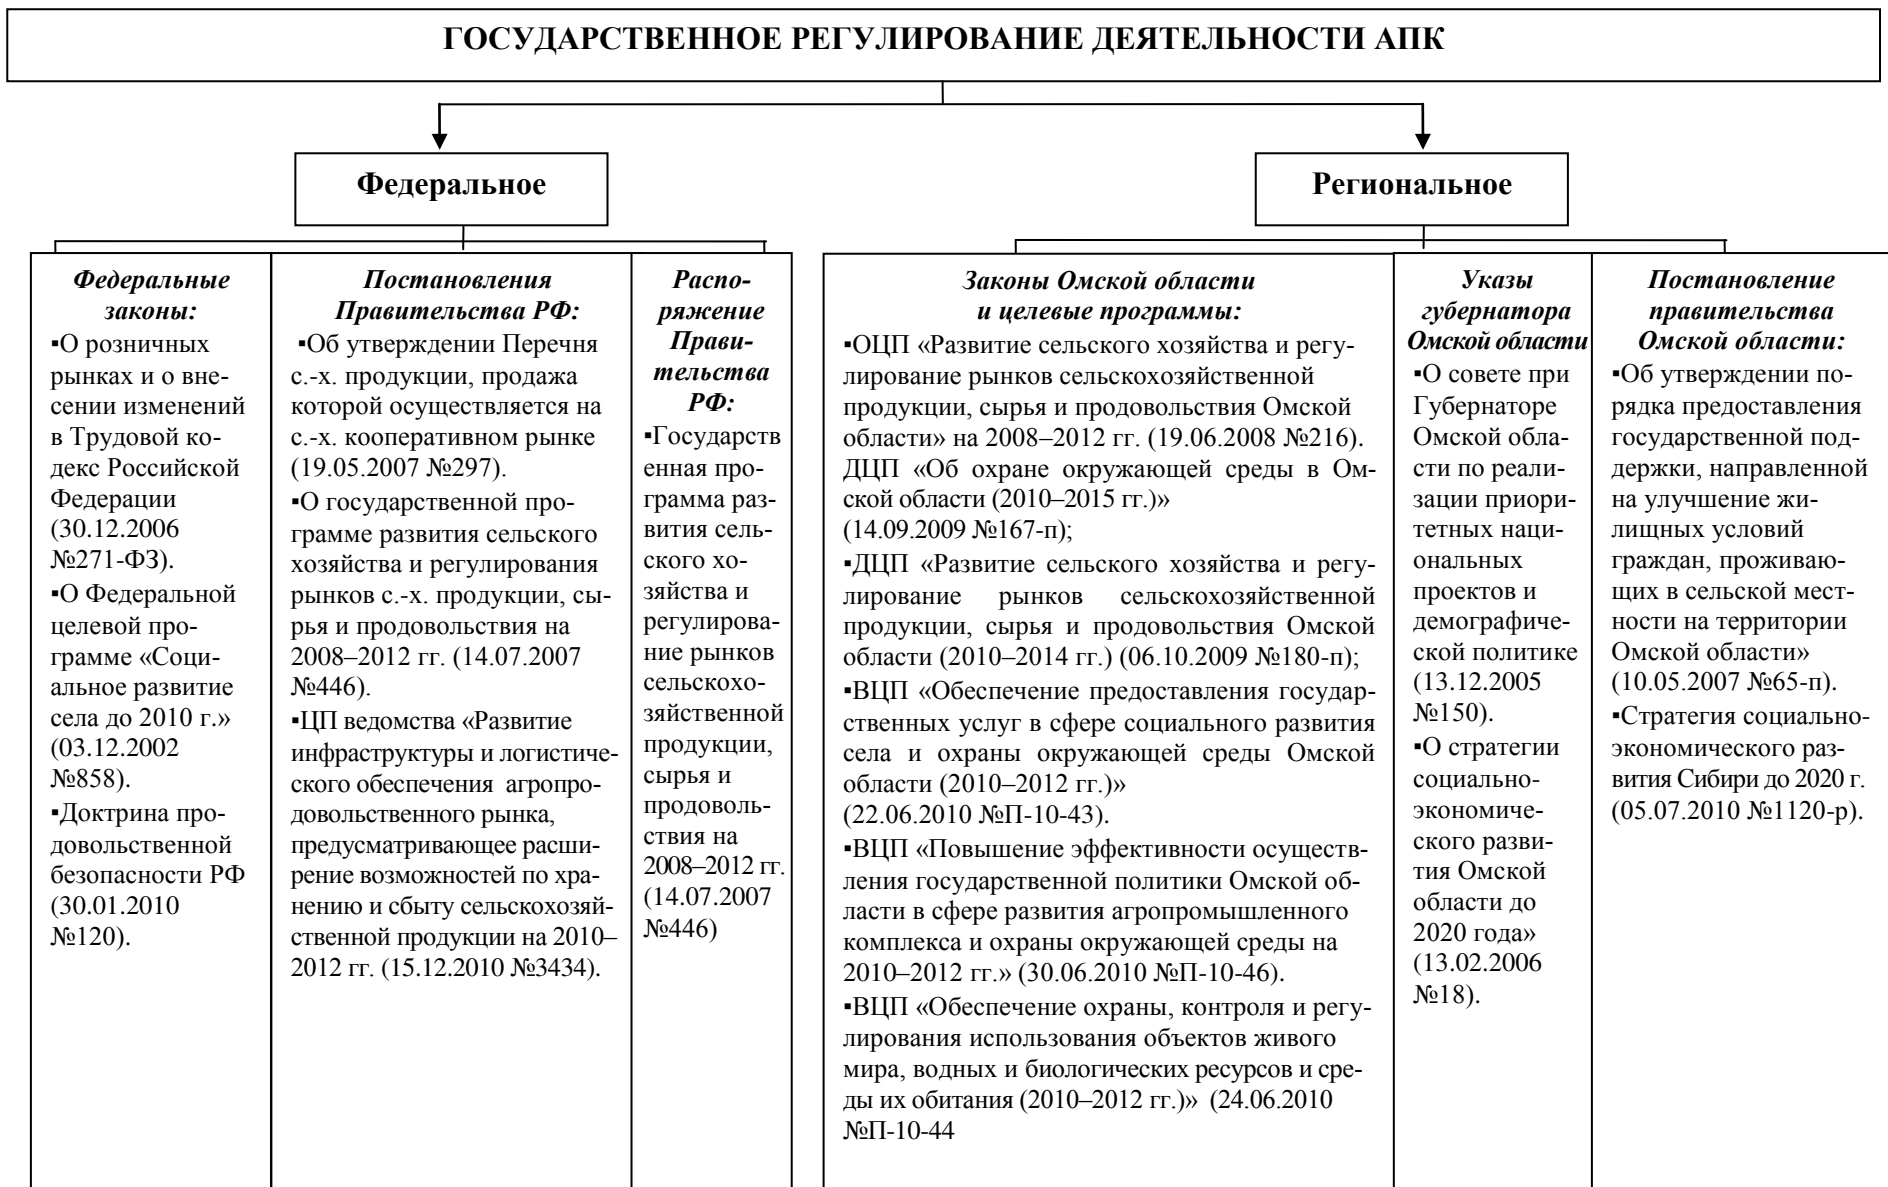 ГОСУДАРСТВЕННОЕ РЕГУЛИРОВАНИЕ ДЕЯТЕЛЬНОСТИ АПК
Федеральное
Региональное
Федеральные
законы:
▪О розничных
рынках и о вне-
сении изменений
в Трудовой ко-
декс Российской
Федерации
(30.12.2006
№271-ФЗ).
▪О Федеральной
целевой про-
грамме «Соци-
альное развитие
села до 2010 г.»
(03.12.2002
№858).
▪Доктрина про-
довольственной
безопасности РФ
(30.01.2010
№120).
Постановления
Правительства РФ:
▪Об утверждении Перечня
с.-х. продукции, продажа
которой осуществляется на
с.-х. кооперативном рынке
(19.05.2007 №297).
▪О государственной про-
грамме развития сельского
хозяйства и регулирования
рынков с.-х. продукции, сы-
рья и продовольствия на
2008–2012 гг. (14.07.2007
№446).
▪ЦП ведомства «Развитие
инфраструктуры и логистиче-
ского обеспечения агропро-
довольственного рынка,
предусматривающее расши-
рение возможностей по хра-
нению и сбыту сельскохозяй-
ственной продукции на 2010–
2012 гг. (15.12.2010 №3434).
Распо-
ряжение
Прави-
тельства
РФ:
▪Государств
енная про-
грамма раз-
вития сель-
ского хо-
зяйства и
регулирова-
ние рынков
сельскохо-
зяйственной
продукции,
сырья и
продоволь-
ствия на
2008–2012 гг.
(14.07.2007
№446)
Законы Омской области
и целевые программы:
▪ОЦП «Развитие сельского хозяйства и регу-
лирование рынков сельскохозяйственной
продукции, сырья и продовольствия Омской
области» на 2008–2012 гг. (19.06.2008 №216).
ДЦП «Об охране окружающей среды в Ом-
ской области (2010–2015 гг.)»
(14.09.2009 №167-п);
▪ДЦП «Развитие сельского хозяйства и регу-
лирование рынков сельскохозяйственной
продукции, сырья и продовольствия Омской
области (2010–2014 гг.) (06.10.2009 №180-п);
▪ВЦП «Обеспечение предоставления государ-
ственных услуг в сфере социального развития
села и охраны окружающей среды Омской
области (2010–2012 гг.)»
(22.06.2010 №П-10-43).
▪ВЦП «Повышение эффективности осуществ-
ления государственной политики Омской об-
ласти в сфере развития агропромышленного
комплекса и охраны окружающей среды на
2010–2012 гг.» (30.06.2010 №П-10-46).
▪ВЦП «Обеспечение охраны, контроля и регу-
лирования использования объектов живого
мира, водных и биологических ресурсов и сре-
ды их обитания (2010–2012 гг.)» (24.06.2010
№П-10-44
Указы
губернатора
Омской области
▪О совете при
Губернаторе
Омской обла-
сти по реали-
зации приори-
тетных наци-
ональных
проектов и
демографиче-
ской политике
(13.12.2005
№150).
▪О стратегии
социально-
экономиче-
ского разви-
тия Омской
области до
2020 года»
(13.02.2006
№18).
Постановление
правительства
Омской области:
▪Об утверждении по-
рядка предоставления
государственной под-
держки, направленной
на улучшение жи-
лищных условий
граждан, проживаю-
щих в сельской мест-
ности на территории
Омской области»
(10.05.2007 №65-п).
▪Стратегия социально-
экономического раз-
вития Сибири до 2020 г.
(05.07.2010 №1120-р).